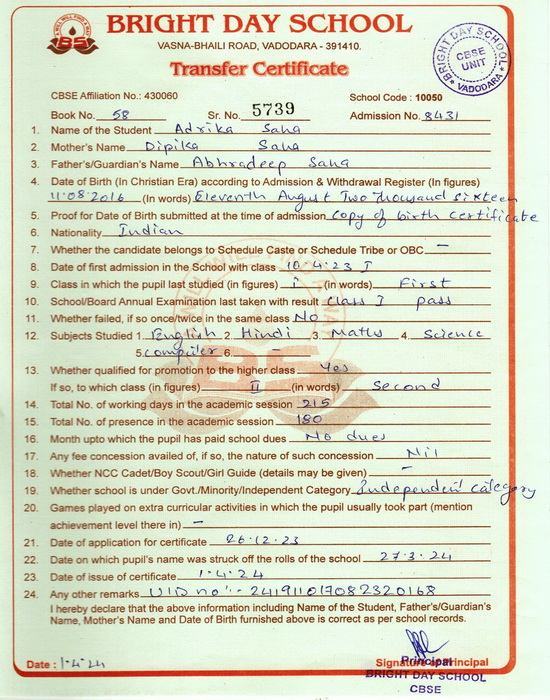 BRIGHT DAY SCHOOL
VASNA-BHAILI ROAD, VADODARA - 391410.
BRIGHT DAY SCHOOL
CBSE
UNIT
VADODARA
Transfer Certificate
CBSE Affiliation No.: 430060 School Code : 10050
Book No. 58 Sr. No. 5739 Admission No. 8431
1. Name of the Student Adrika Saha
2. Mother's Name Dipika Saha
3. Father's/Guardian's Name Abhradeep Saha
4. Date of Birth (In Christian Era) according to Admission & Withdrawal Register (In figures)
11.08.2016 (In words) Eleventh August Two Thousand sixteen
5. Proof for Date of Birth submitted at the time of admission copy of birth certificate
6. Nationality Indian
7. Whether the candidate belongs to Schedule Caste or Schedule Tribe or OBC –
8. Date of first admission in the School with class 10.4.23 I
9. Class in which the pupil last studied (in figures) I (in words) First
10. School/Board Annual Examination last taken with result Class I pass
11. Whether failed, if so once/twice in the same class No
12. Subjects Studied 1. English 2. Hindi 3. Maths 4. Science
5. computer 6. –
13. Whether qualified for promotion to the higher class Yes
If so, to which class (in figures) II (in words) Second
14. Total No. of working days in the academic session 215
15. Total No. of presence in the academic session 180
16. Month upto which the pupil has paid school dues No dues
17. Any fee concession availed of, if so, the nature of such concession Nil
18. Whether NCC Cadet/Boy Scout/Girl Guide (details may be given) –
19. Whether school is under Govt./Minority/Independent Category Independent category
20. Games played on extra curricular activities in which the pupil usually took part (mention
achievement level there in) –
21. Date of application for certificate 26.12.23
22. Date on which pupil's name was struck off the rolls of the school 27.3.24
23. Date of issue of certificate 1.4.24
24. Any other remarks UID no :- 241911017082320168
I hereby declare that the above information including Name of the Student, Father's/Guardian's
Name, Mother's Name and Date of Birth furnished above is correct as per school records.
Date : 1.4.24 Signature of Principal
Principal
BRIGHT DAY SCHOOL
CBSE